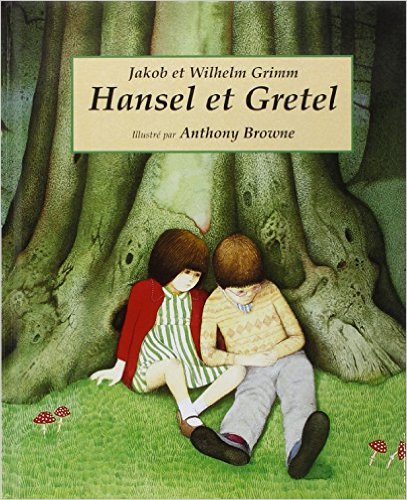 Jakob et Wilhelm Grimm
Hansel et Gretel
Illustré par Anthony Browne